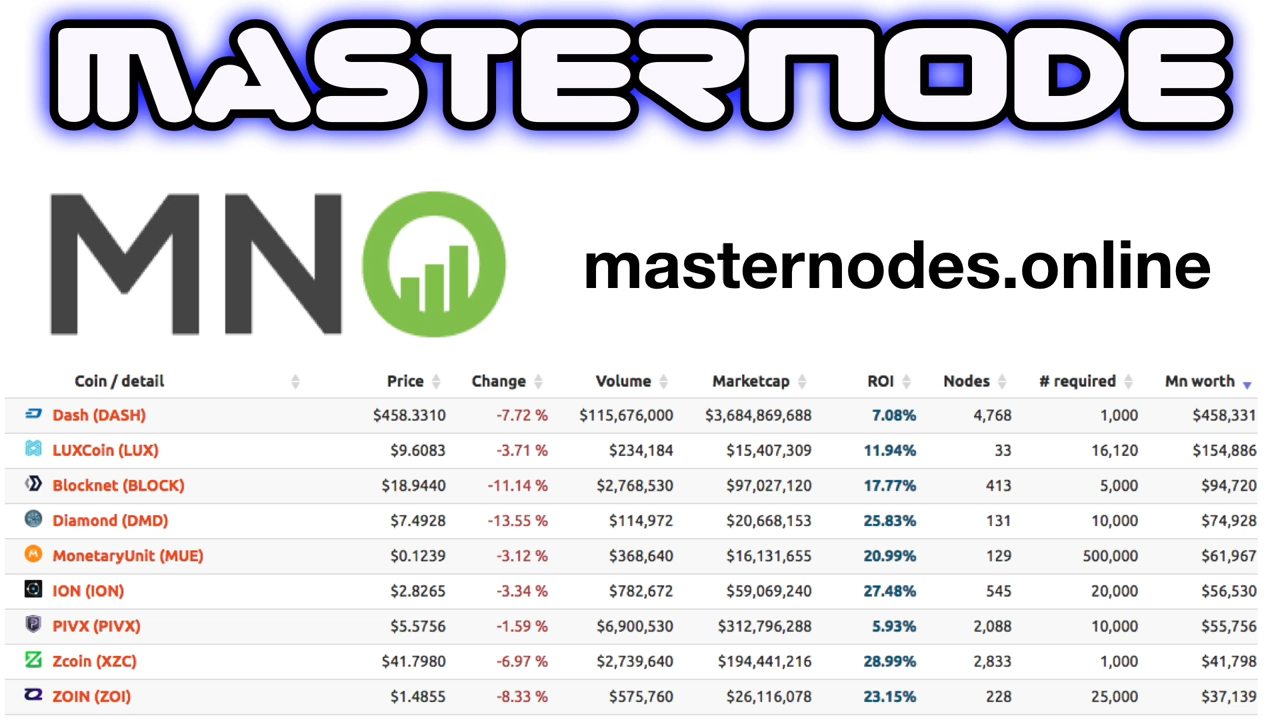 MASTERNODE
MNO
masternodes.online
Coin / detail Price Change Volume Marketcap ROI Nodes # required Mn worth
Dash (DASH) $458.3310 -7.72 % $115,676,000 $3,684,869,688 7.08% 4,768 1,000 $458,331
LUXCoin (LUX) $9.6083 -3.71 % $234,184 $15,407,309 11.94% 33 16,120 $154,886
Blocknet (BLOCK) $18.9440 -11.14 % $2,768,530 $97,027,120 17.77% 413 5,000 $94,720
Diamond (DMD) $7.4928 -13.55 % $114,972 $20,668,153 25.83% 131 10,000 $74,928
MonetaryUnit (MUE) $0.1239 -3.12 % $368,640 $16,131,655 20.99% 129 500,000 $61,967
ION (ION) $2.8265 -3.34 % $782,672 $59,069,240 27.48% 545 20,000 $56,530
PIVX (PIVX) $5.5756 -1.59 % $6,900,530 $312,796,288 5.93% 2,088 10,000 $55,756
Zcoin (XZC) $41.7980 -6.97 % $2,739,640 $194,441,216 28.99% 2,833 1,000 $41,798
ZOIN (ZOI) $1.4855 -8.33 % $575,760 $26,116,078 23.15% 228 25,000 $37,139